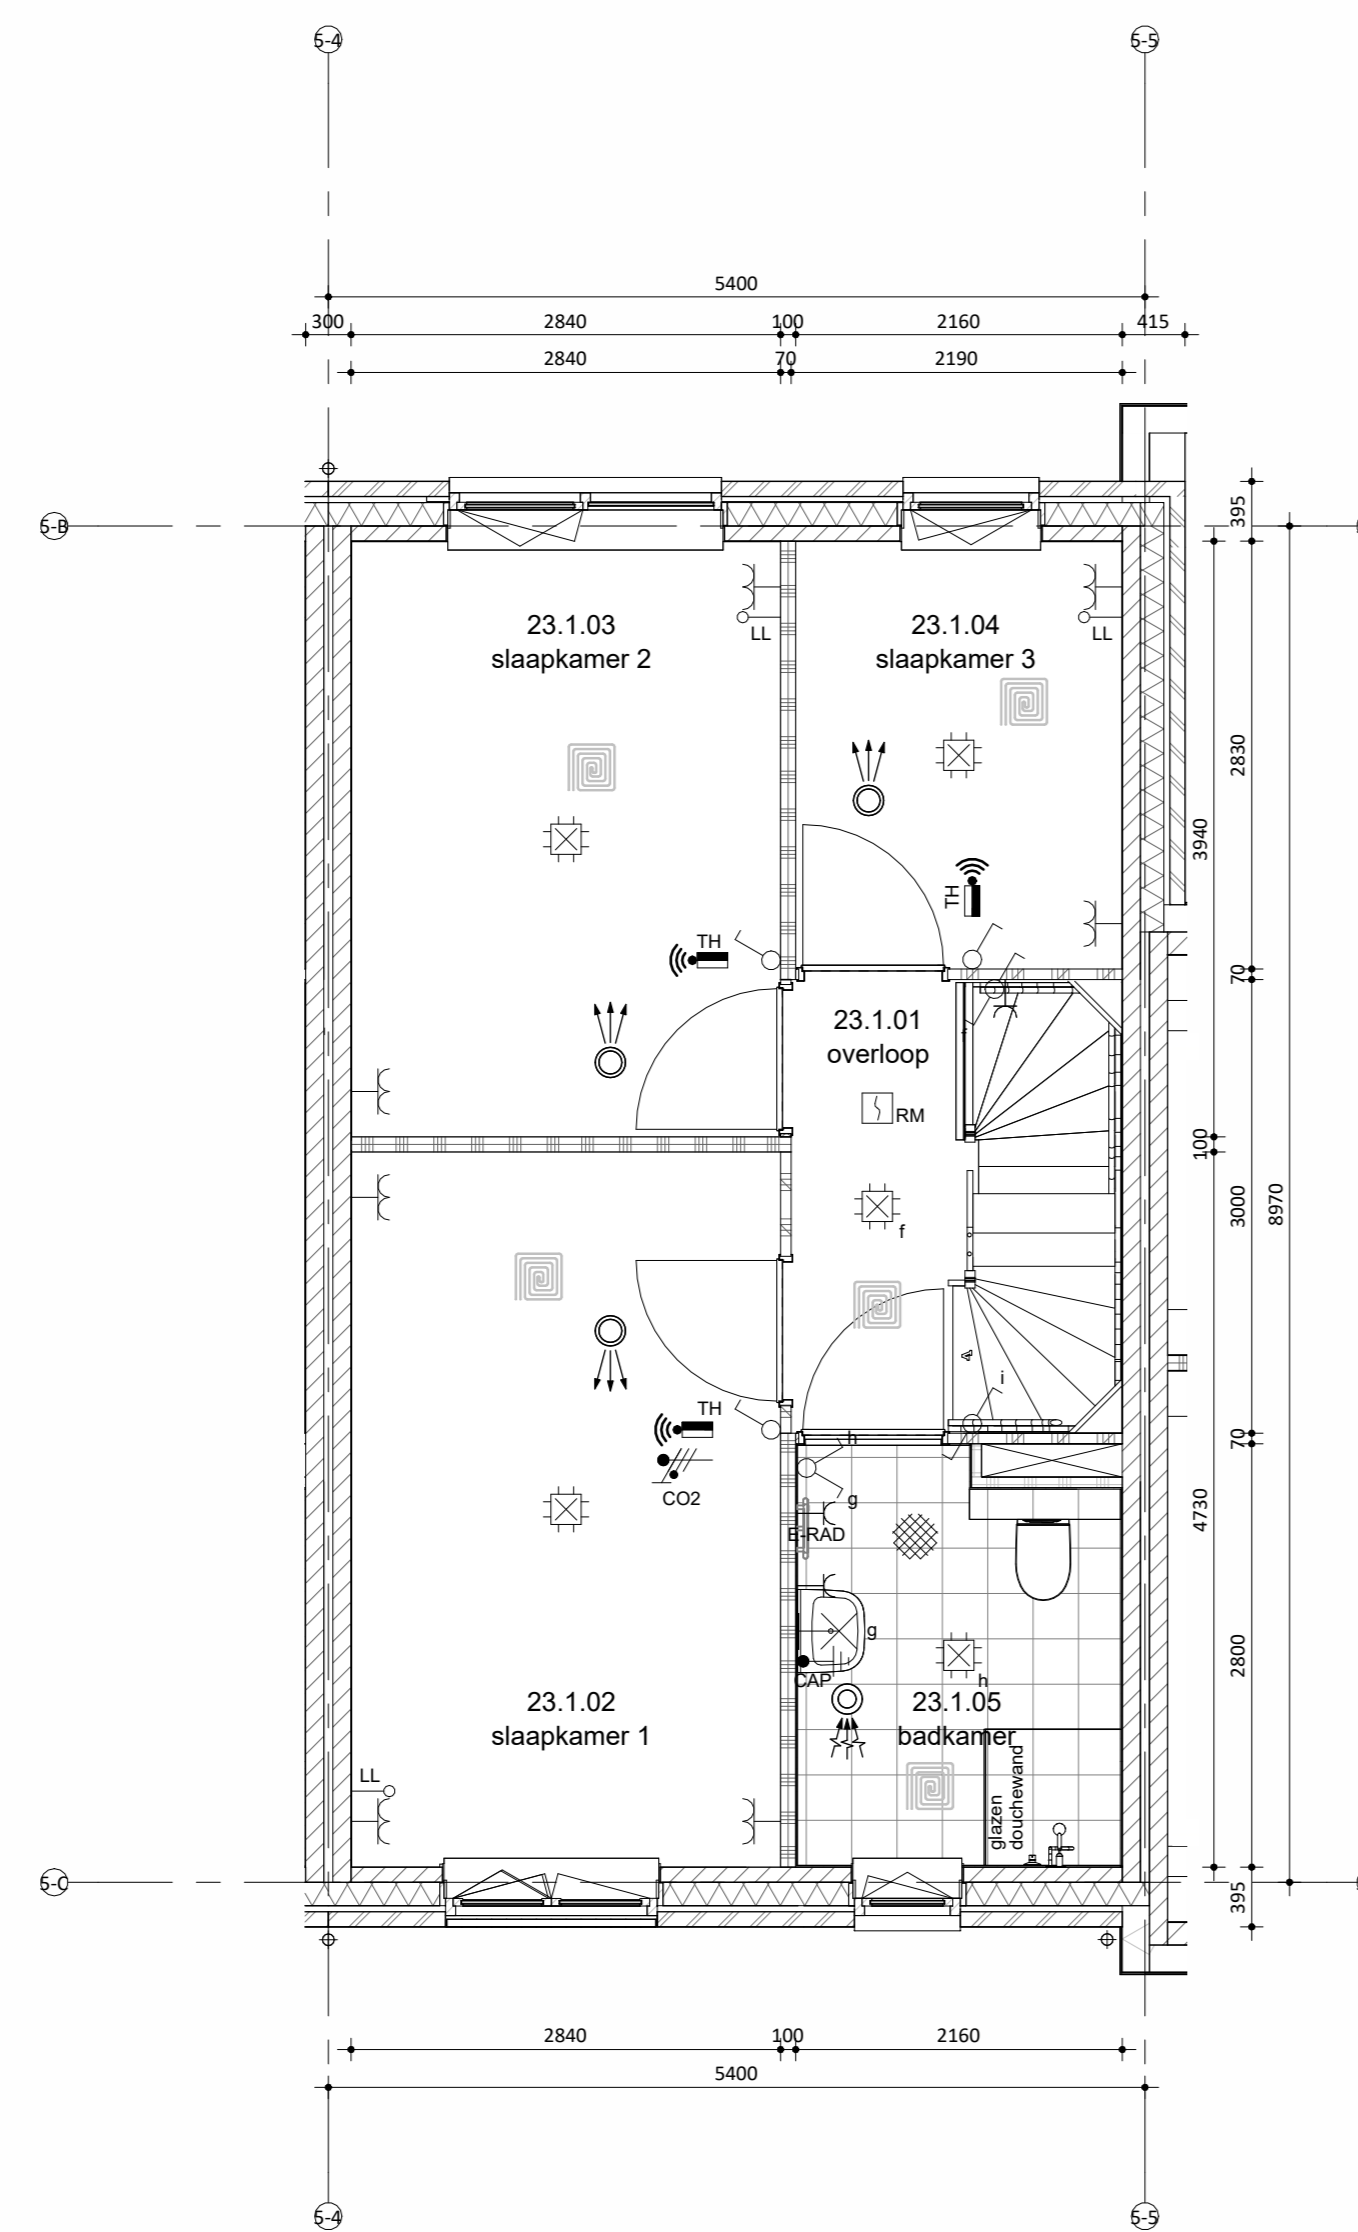 5-4
5-5
5400
300
2840
100
2160
415
2840
70
2190
5-B
395
23.1.03
slaapkamer 2
LL
23.1.04
slaapkamer 3
LL
2830
3940
TH
TH
70
23.1.01
overloop
f
RM
100
f
3000
8970
4
i
TH
CO2
h
g
70
E-RAD
4730
g
CAP
h
2800
23.1.02
slaapkamer 1
23.1.05
badkamer
LL
glazen
douchewand
5-C
395
2840
100
2160
5400
5-4
5-5